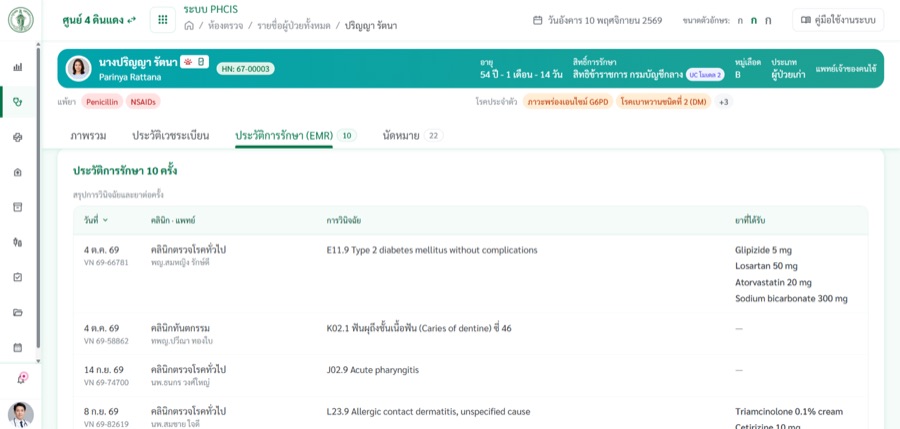 ศูนย์ 4 ดินแดง
ระบบ PHCIS
ห้องตรวจ / รายชื่อผู้ป่วยทั้งหมด / ปริญญา รัตนา
วันอังคาร 10 พฤศจิกายน 2569
ขนาดตัวอักษร: ก ก ก
คู่มือใช้งานระบบ
นางปริญญา รัตนา
Parinya Rattana
HN: 67-00003
อายุ
54 ปี - 1 เดือน - 14 วัน
สิทธิ์การรักษา
สิทธิข้าราชการ กรมบัญชีกลาง UC โมเดล 2
หมู่เลือด
B
ประเภท
ผู้ป่วยเก่า
แพทย์เจ้าของคนไข้
แพ้ยา Penicillin NSAIDs
โรคประจำตัว ภาวะพร่องเอนไซม์ G6PD โรคเบาหวานชนิดที่ 2 (DM) +3
ภาพรวม ประวัติเวชระเบียน ประวัติการรักษา (EMR) 10 นัดหมาย 22
ประวัติการรักษา 10 ครั้ง
สรุปการวินิจฉัยและยาต่อครั้ง
วันที่ คลินิก · แพทย์ การวินิจฉัย ยาที่ได้รับ
4 ต.ค. 69 คลินิกตรวจโรคทั่วไป E11.9 Type 2 diabetes mellitus without complications Glipizide 5 mg
VN 69-66781 พญ.สมหญิง รักษ์ดี Losartan 50 mg
Atorvastatin 20 mg
Sodium bicarbonate 300 mg
4 ต.ค. 69 คลินิกทันตกรรม K02.1 ฟันผุถึงชั้นเนื้อฟัน (Caries of dentine) ซี่ 46 —
VN 69-58862 ทพญ.ปวีณา ทองใบ
14 ก.ย. 69 คลินิกตรวจโรคทั่วไป J02.9 Acute pharyngitis —
VN 69-74700 นพ.ธนกร วงศ์ใหญ่
8 ก.ย. 69 คลินิกตรวจโรคทั่วไป L23.9 Allergic contact dermatitis, unspecified cause Triamcinolone 0.1% cream
VN 69-82619 นพ.สมชาย ใจดี Cetirizine 10 mg